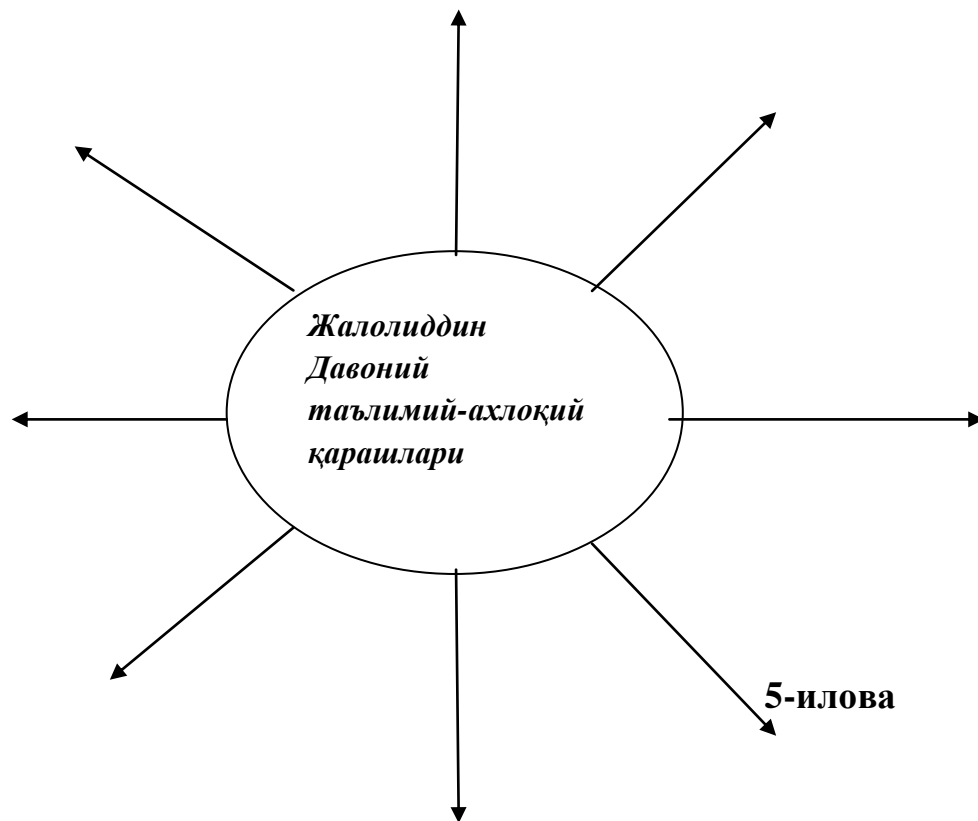 Жалолиддин
Давоний
таълимий-ахлоқий
қарашлари
5-илова